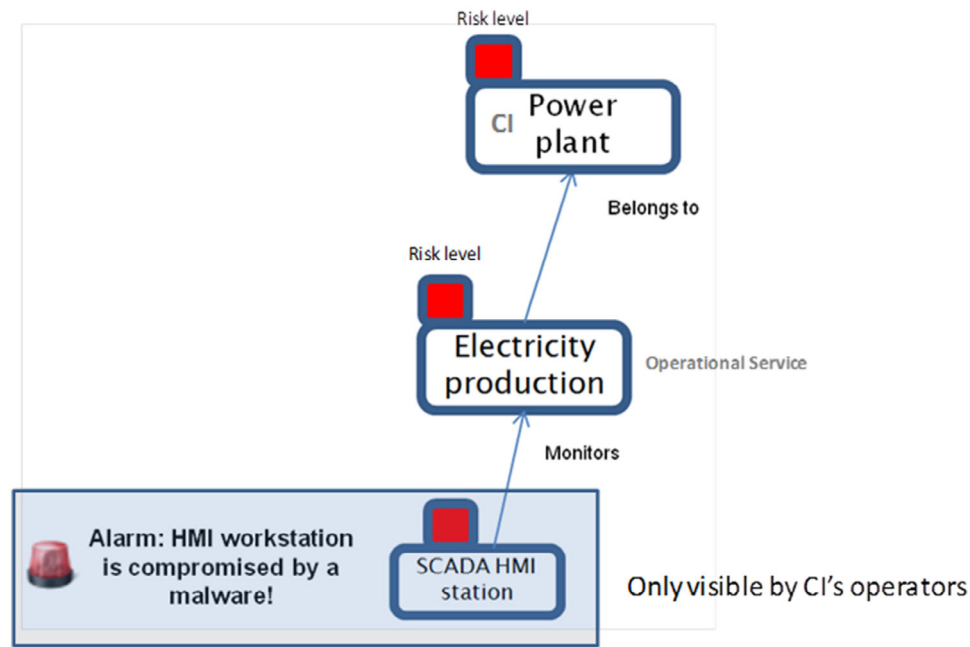 Risk level
CI Power
plant
Belongs to
Risk level
Electricity
production
Operational Service
Monitors
Alarm: HMI workstation
is compromised by a
malware!
SCADA HMI
station
Only visible by CI's operators